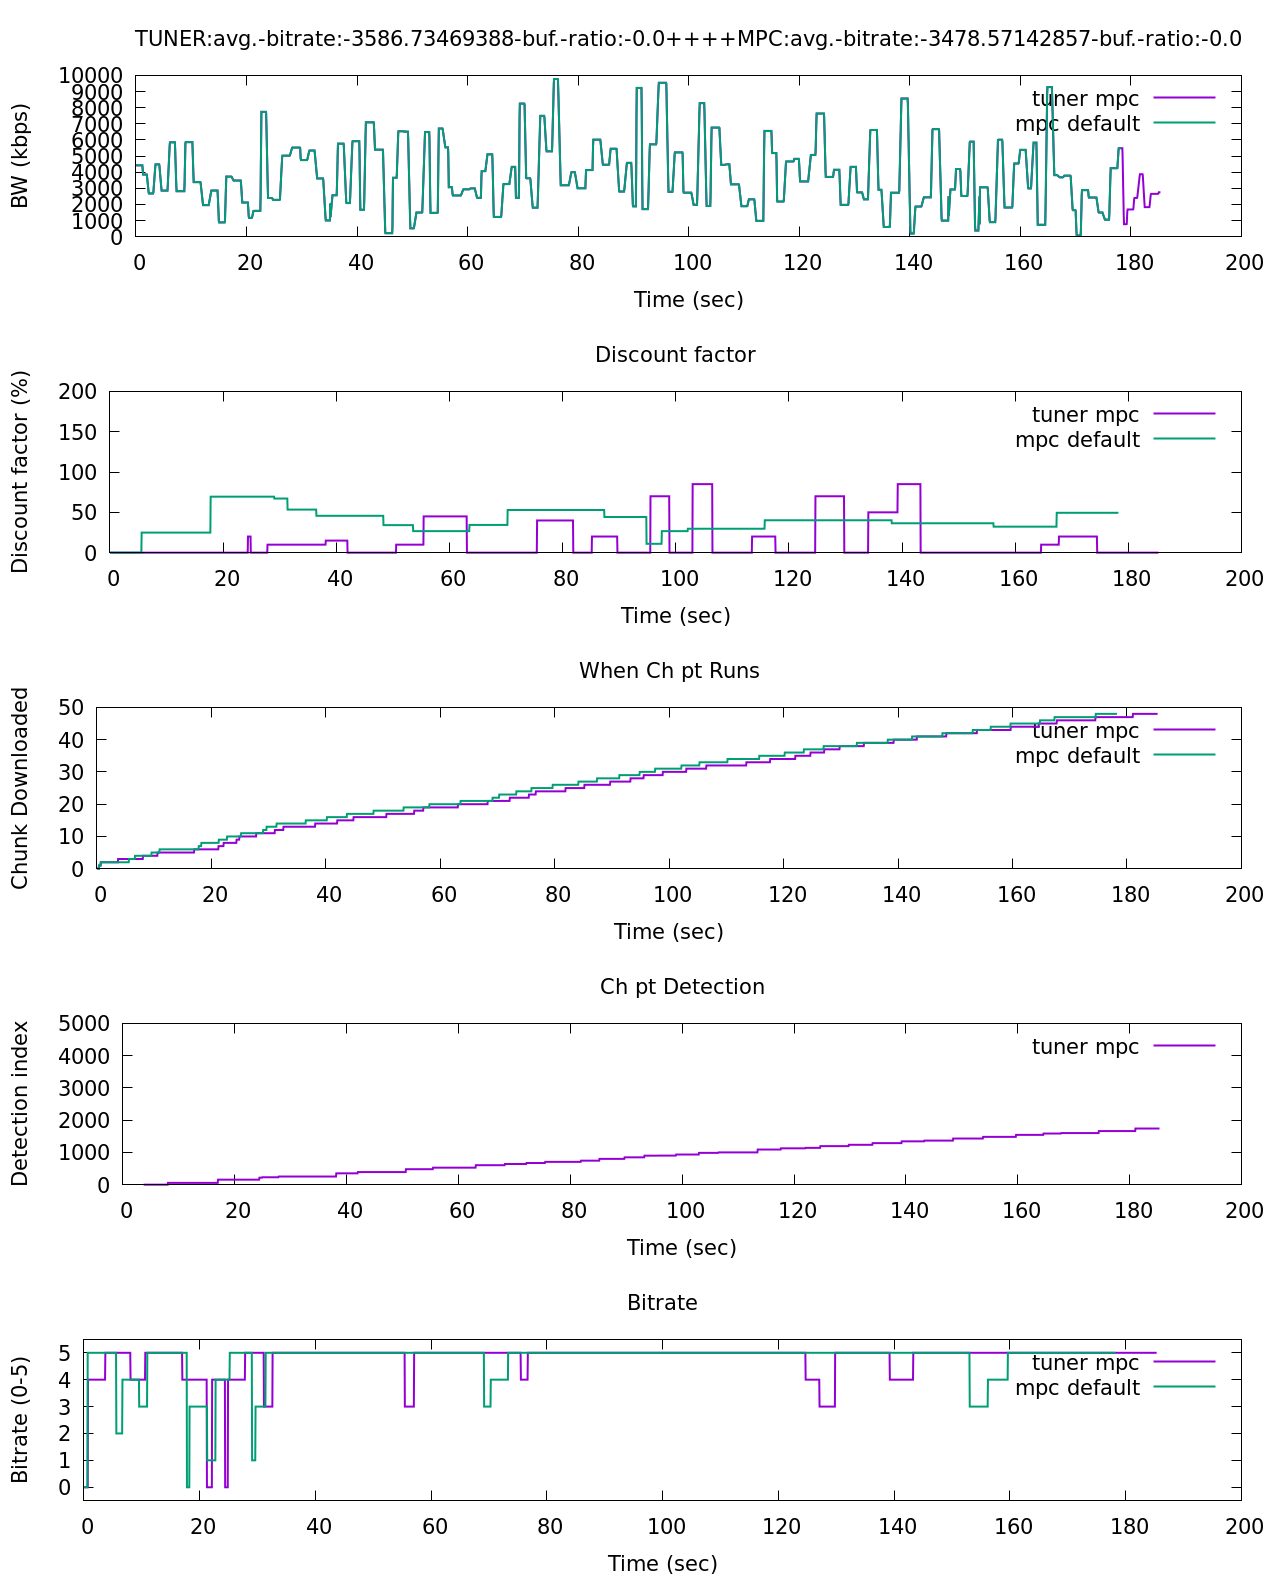 TUNER:avg.-bitrate:-3586.73469388-buf.-ratio:-0.0++++MPC:avg.-bitrate:-3478.57142857-buf.-ratio:-0.0
BW (kbps)
10000
9000
8000
7000
6000
5000
4000
3000
2000
1000
0
tuner mpc
mpc default
0 20 40 60 80 100 120 140 160 180 200
Time (sec)
Discount factor
Discount factor (%)
200
150
100
50
0
tuner mpc
mpc default
0 20 40 60 80 100 120 140 160 180 200
Time (sec)
When Ch pt Runs
Chunk Downloaded
50
40
30
20
10
0
tuner mpc
mpc default
0 20 40 60 80 100 120 140 160 180 200
Time (sec)
Ch pt Detection
Detection index
5000
4000
3000
2000
1000
0
tuner mpc
0 20 40 60 80 100 120 140 160 180 200
Time (sec)
Bitrate
Bitrate (0-5)
5
4
3
2
1
0
tuner mpc
mpc default
0 20 40 60 80 100 120 140 160 180 200
Time (sec)